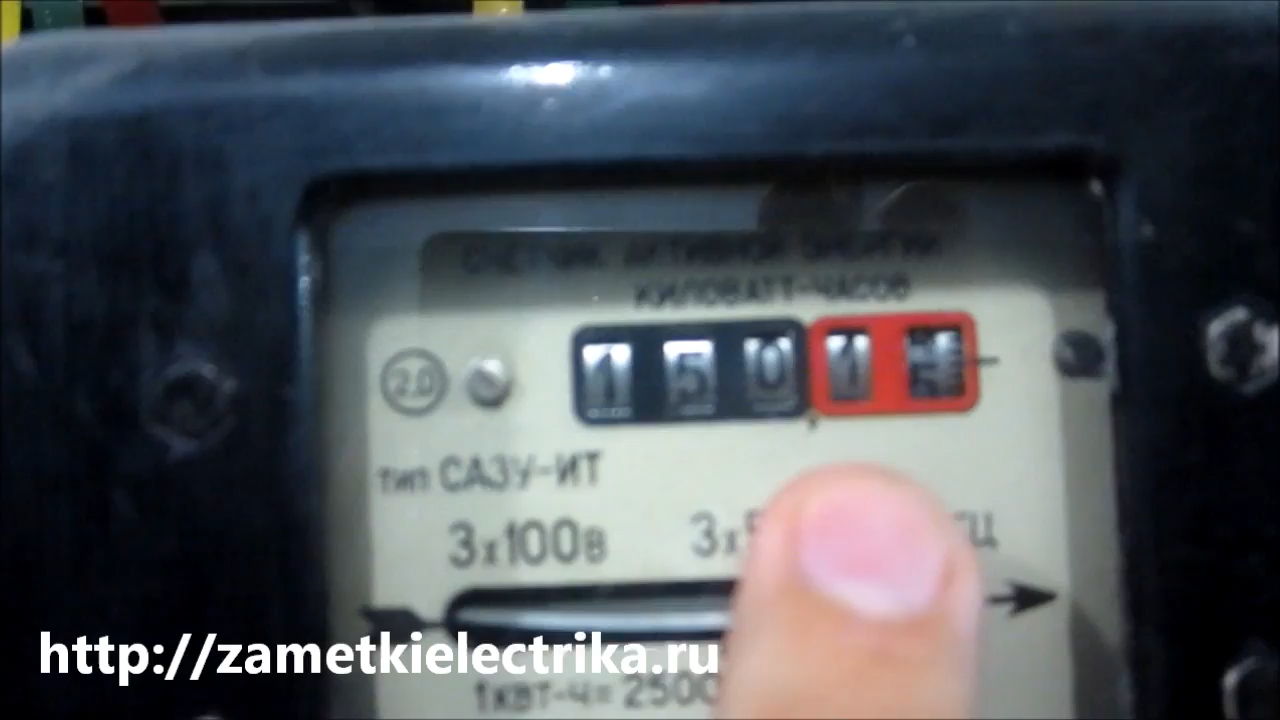 СЧЕТЧИК АКТИВНОЙ ЭНЕРГИИ
КИЛОВАТТ-ЧАСОВ
2.0
1 5 0 1
тип САЗУ-ИТ
3х100В 3х
http://zametkielectrika.ru
1КВТ-Ч= 2500